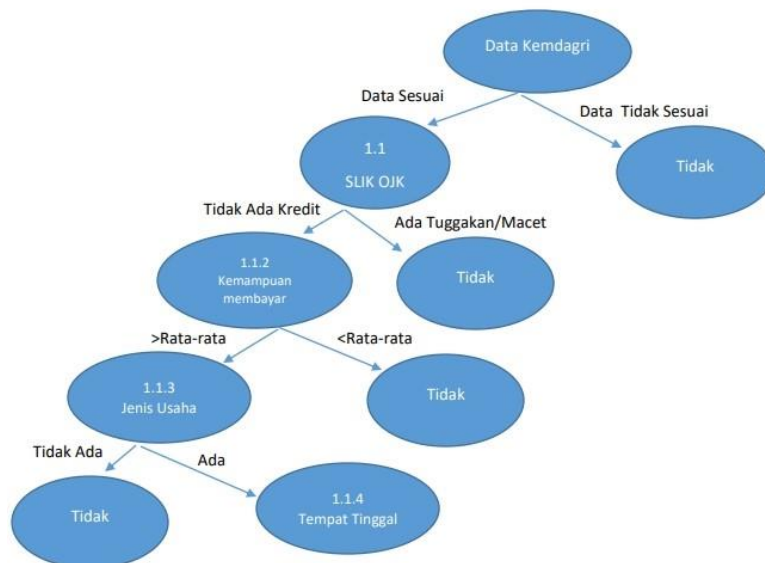 Data Kemdagri
Data Sesuai
Data Tidak Sesuai
1.1
SLIK OJK
Tidak
Tidak Ada Kredit
Ada Tuggakan/Macet
1.1.2
Kemampuan
membayar
Tidak
>Rata-rata
<Rata-rata
1.1.3
Jenis Usaha
Tidak
Tidak Ada
Ada
Tidak
1.1.4
Tempat Tinggal